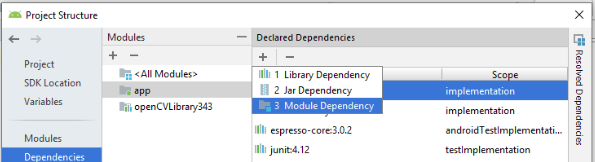 Project Structure
Modules
Declared Dependencies
Project
SDK Location
Variables
Modules
Dependencies
<All Modules>
app
openCVLibrary343
1 Library Dependency
2 Jar Dependency
3 Module Dependency
Scope
implementation
implementation
espresso-core:3.0.2
androidTestImplementa...
junit:4.12
testImplementation
Resolved Dependencies